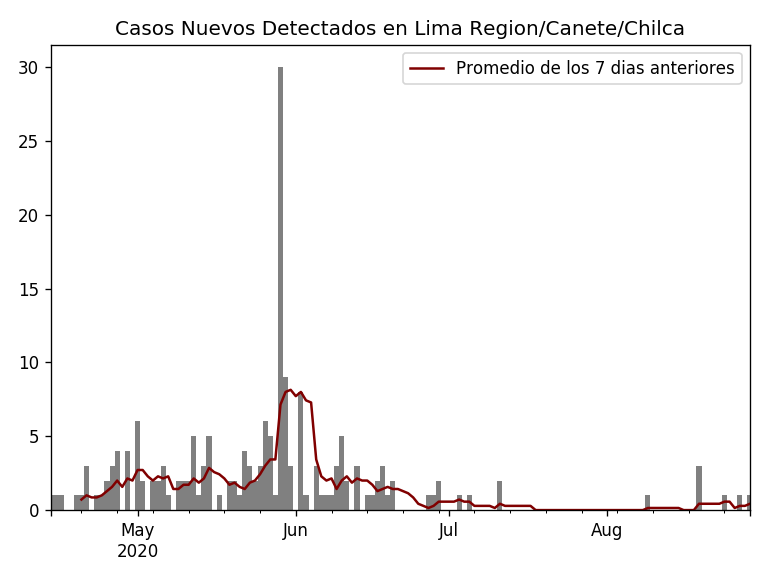 Casos Nuevos Detectados en Lima Region/Canete/Chilca
Promedio de los 7 dias anteriores
30
25
20
15
10
5
0
May Jun Jul Aug
2020